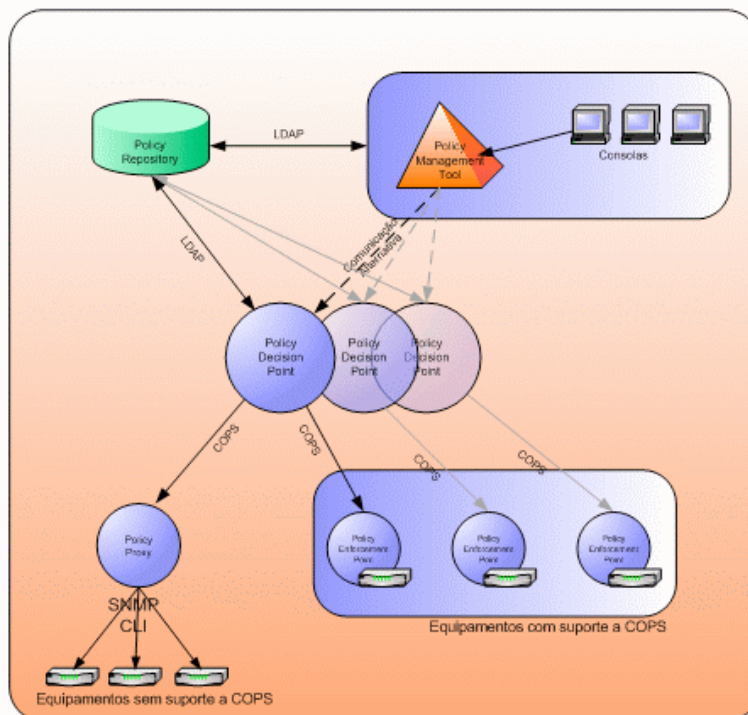 Policy
Repository
LDAP
Policy
Management
Tool
Consolas
LDAP
Comunicação
Alternativa
Policy
Decision
Point
Policy
Decision
Point
Policy
Decision
Point
COPS
COPS
COPS
COPS
Policy
Proxy
Policy
Enforcement
Point
Policy
Enforcement
Point
Policy
Enforcement
Point
SNMP
CLI
Equipamentos com suporte a COPS
Equipamentos sem suporte a COPS